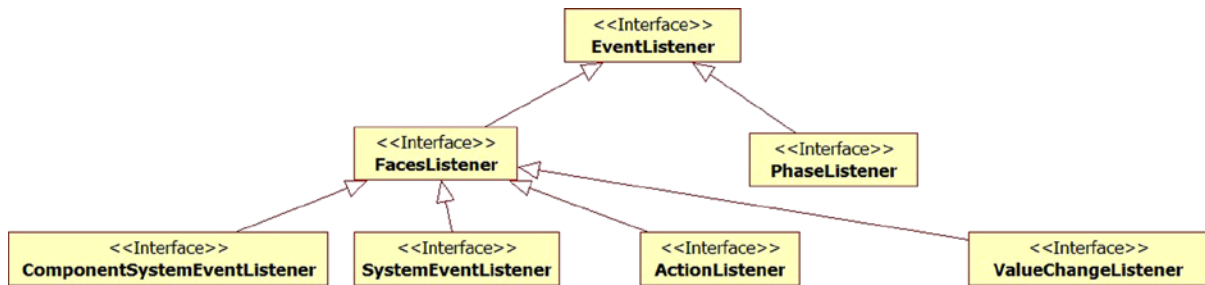 <<Interface>>
EventListener
<<Interface>>
FacesListener
<<Interface>>
PhaseListener
<<Interface>>
ComponentSystemEventListener
<<Interface>>
SystemEventListener
<<Interface>>
ActionListener
<<Interface>>
ValueChangeListener